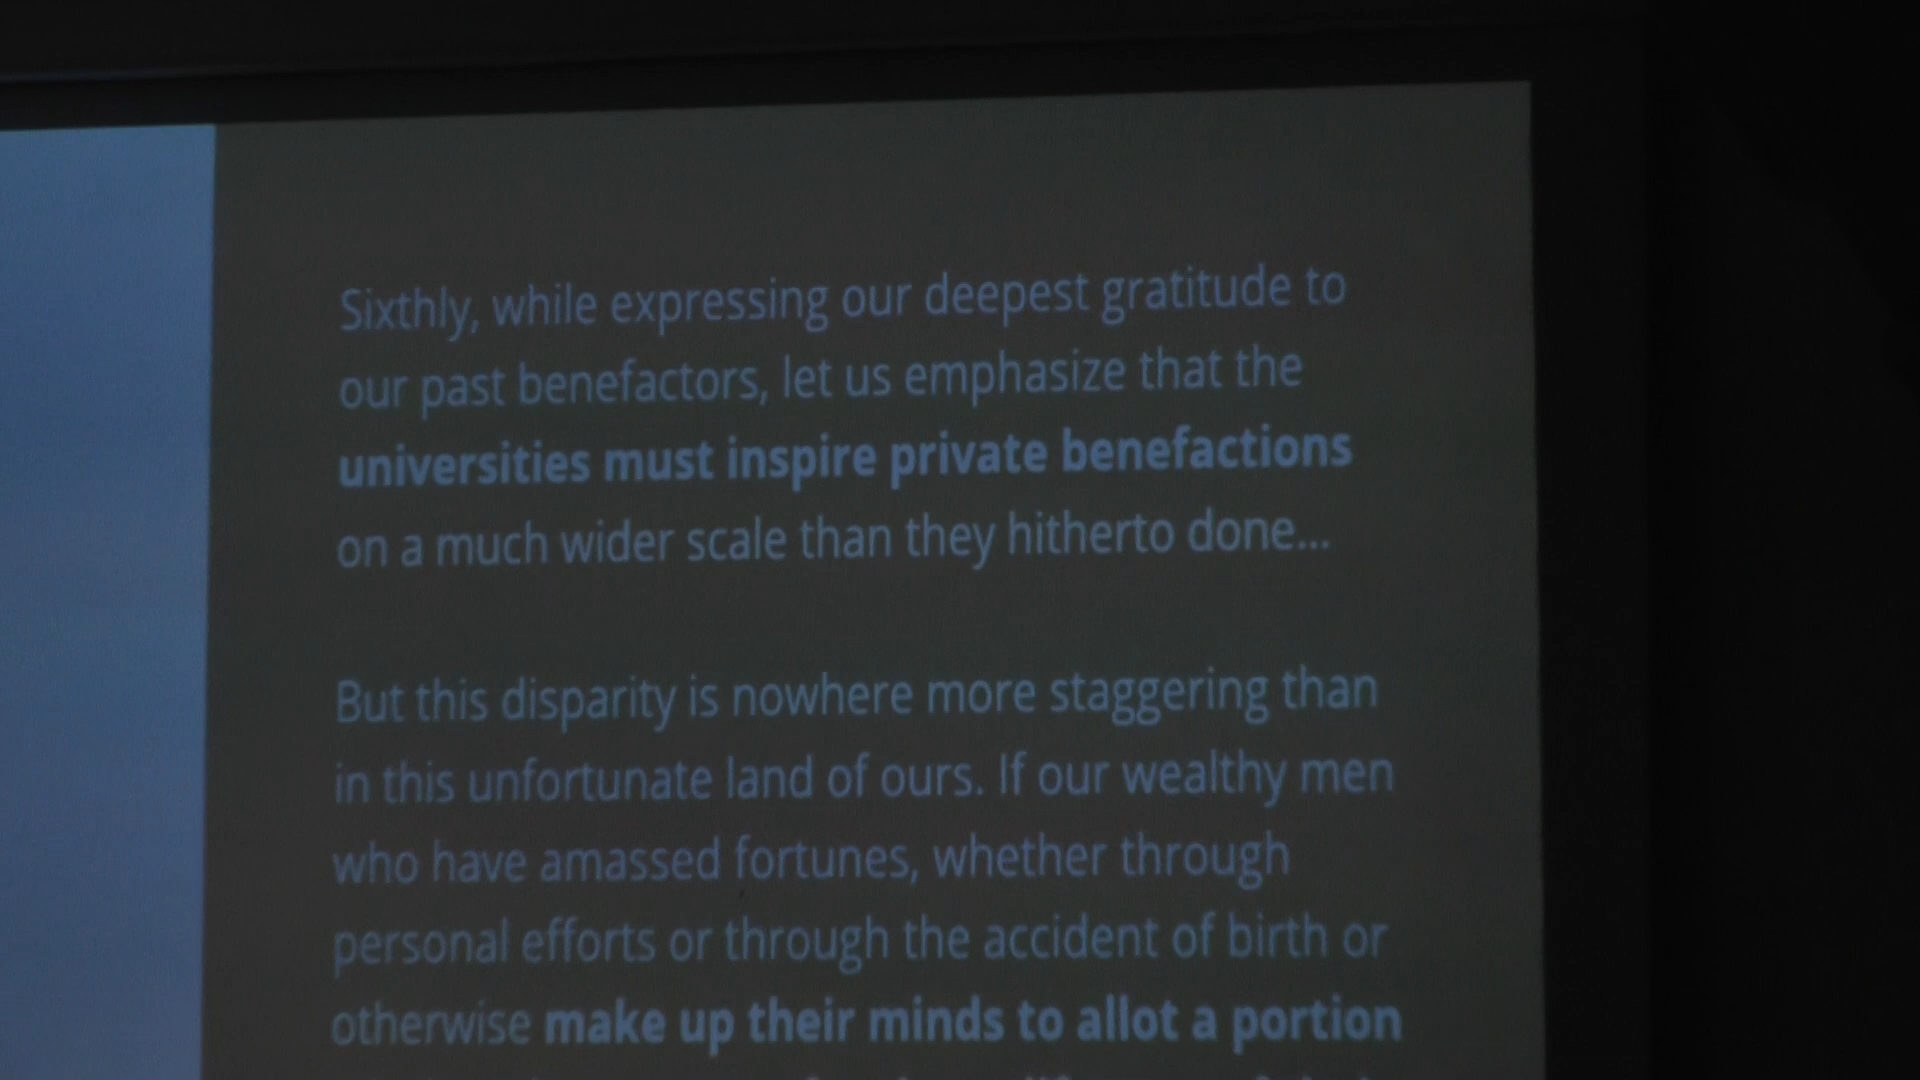 Sixthly, while expressing our deepest gratitude to
our past benefactors, let us emphasize that the
universities must inspire private benefactions
on a much wider scale than they hitherto done...
But this disparity is nowhere more staggering than
in this unfortunate land of ours. If our wealthy men
who have amassed fortunes, whether through
personal efforts or through the accident of birth or
otherwise make up their minds to allot a portion